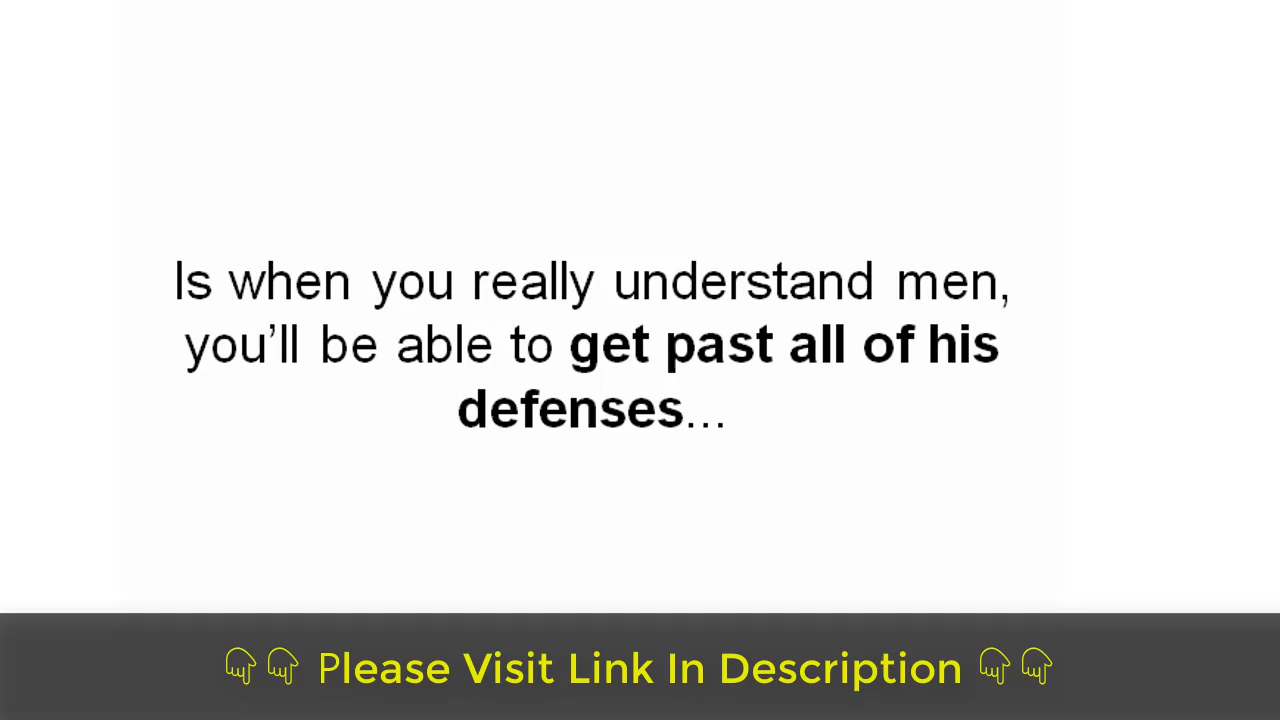 Is when you really understand men,
you'll be able to get past all of his
defenses...
Please Visit Link In Description